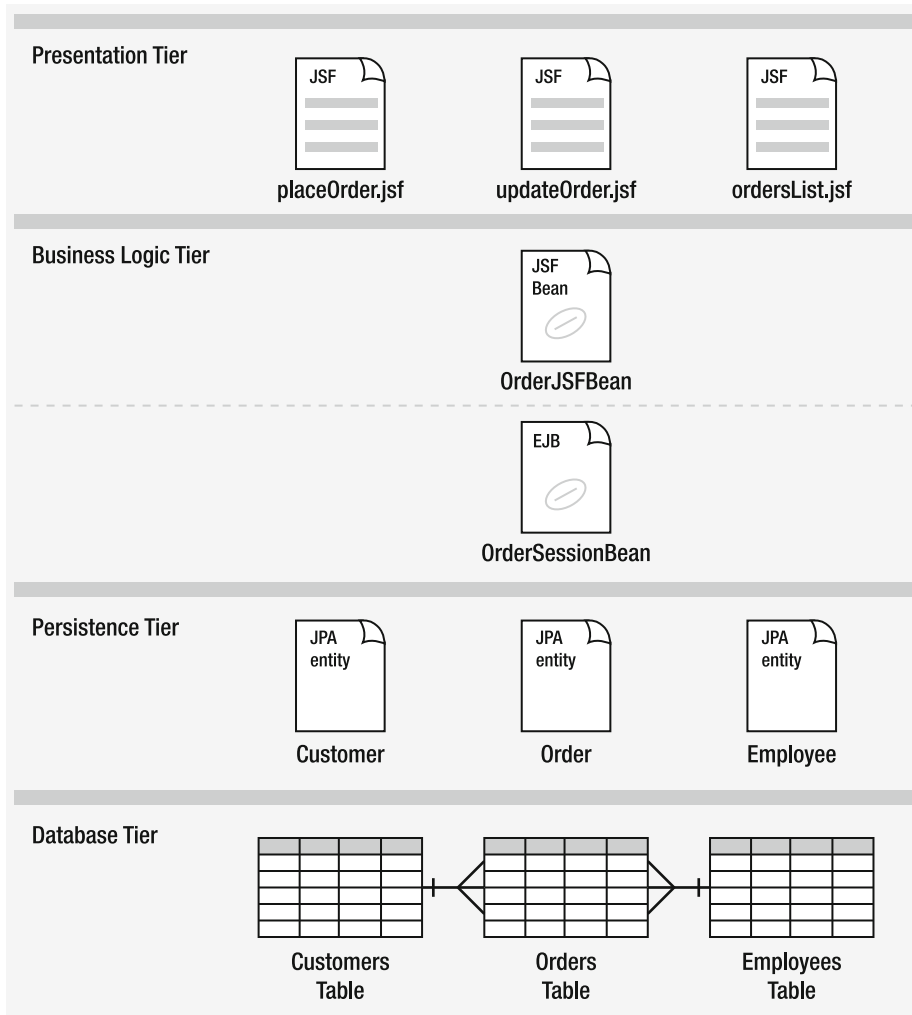 Presentation Tier
JSF
JSF
JSF
placeOrder.jsf
updateOrder.jsf
ordersList.jsf
Business Logic Tier
JSF
Bean
OrderJSFBean
EJB
OrderSessionBean
Persistence Tier
JPA
entity
JPA
entity
JPA
entity
Customer
Order
Employee
Database Tier
Customers
Table
Orders
Table
Employees
Table